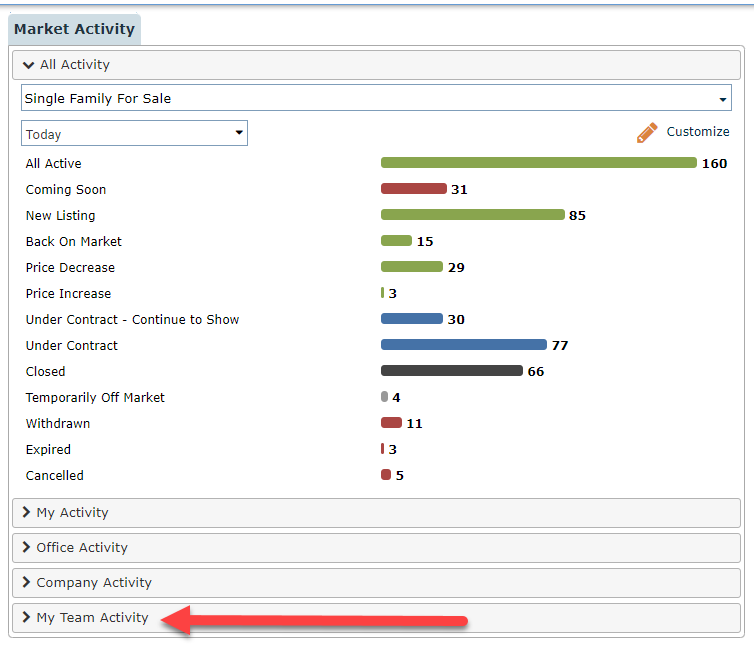 Market Activity
All Activity
Single Family For Sale
Today
Customize
All Active 160
Coming Soon 31
New Listing 85
Back On Market 15
Price Decrease 29
Price Increase 3
Under Contract - Continue to Show 30
Under Contract 77
Closed 66
Temporarily Off Market 4
Withdrawn 11
Expired 3
Cancelled 5
My Activity
Office Activity
Company Activity
My Team Activity